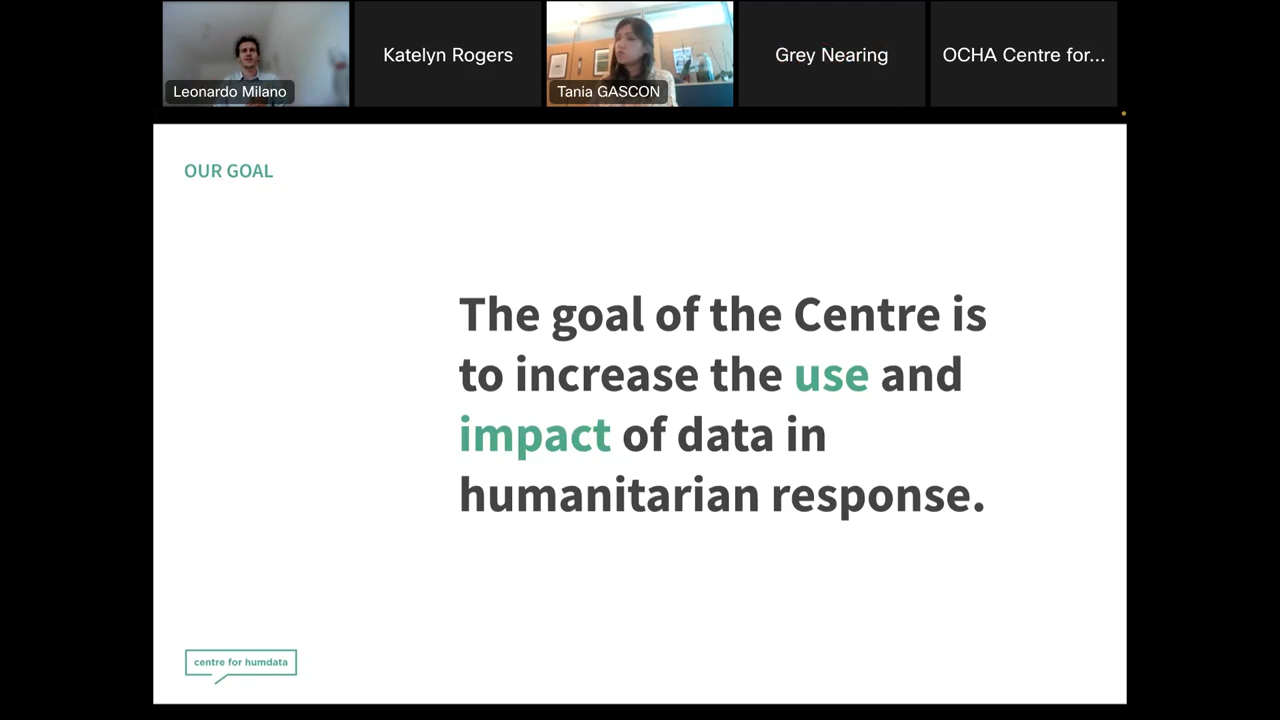 Leonardo Milano
Katelyn Rogers
Tania GASCON
Grey Nearing
OCHA Centre for...
OUR GOAL
The goal of the Centre is
to increase the use and
impact of data in
humanitarian response.
centre for humdata